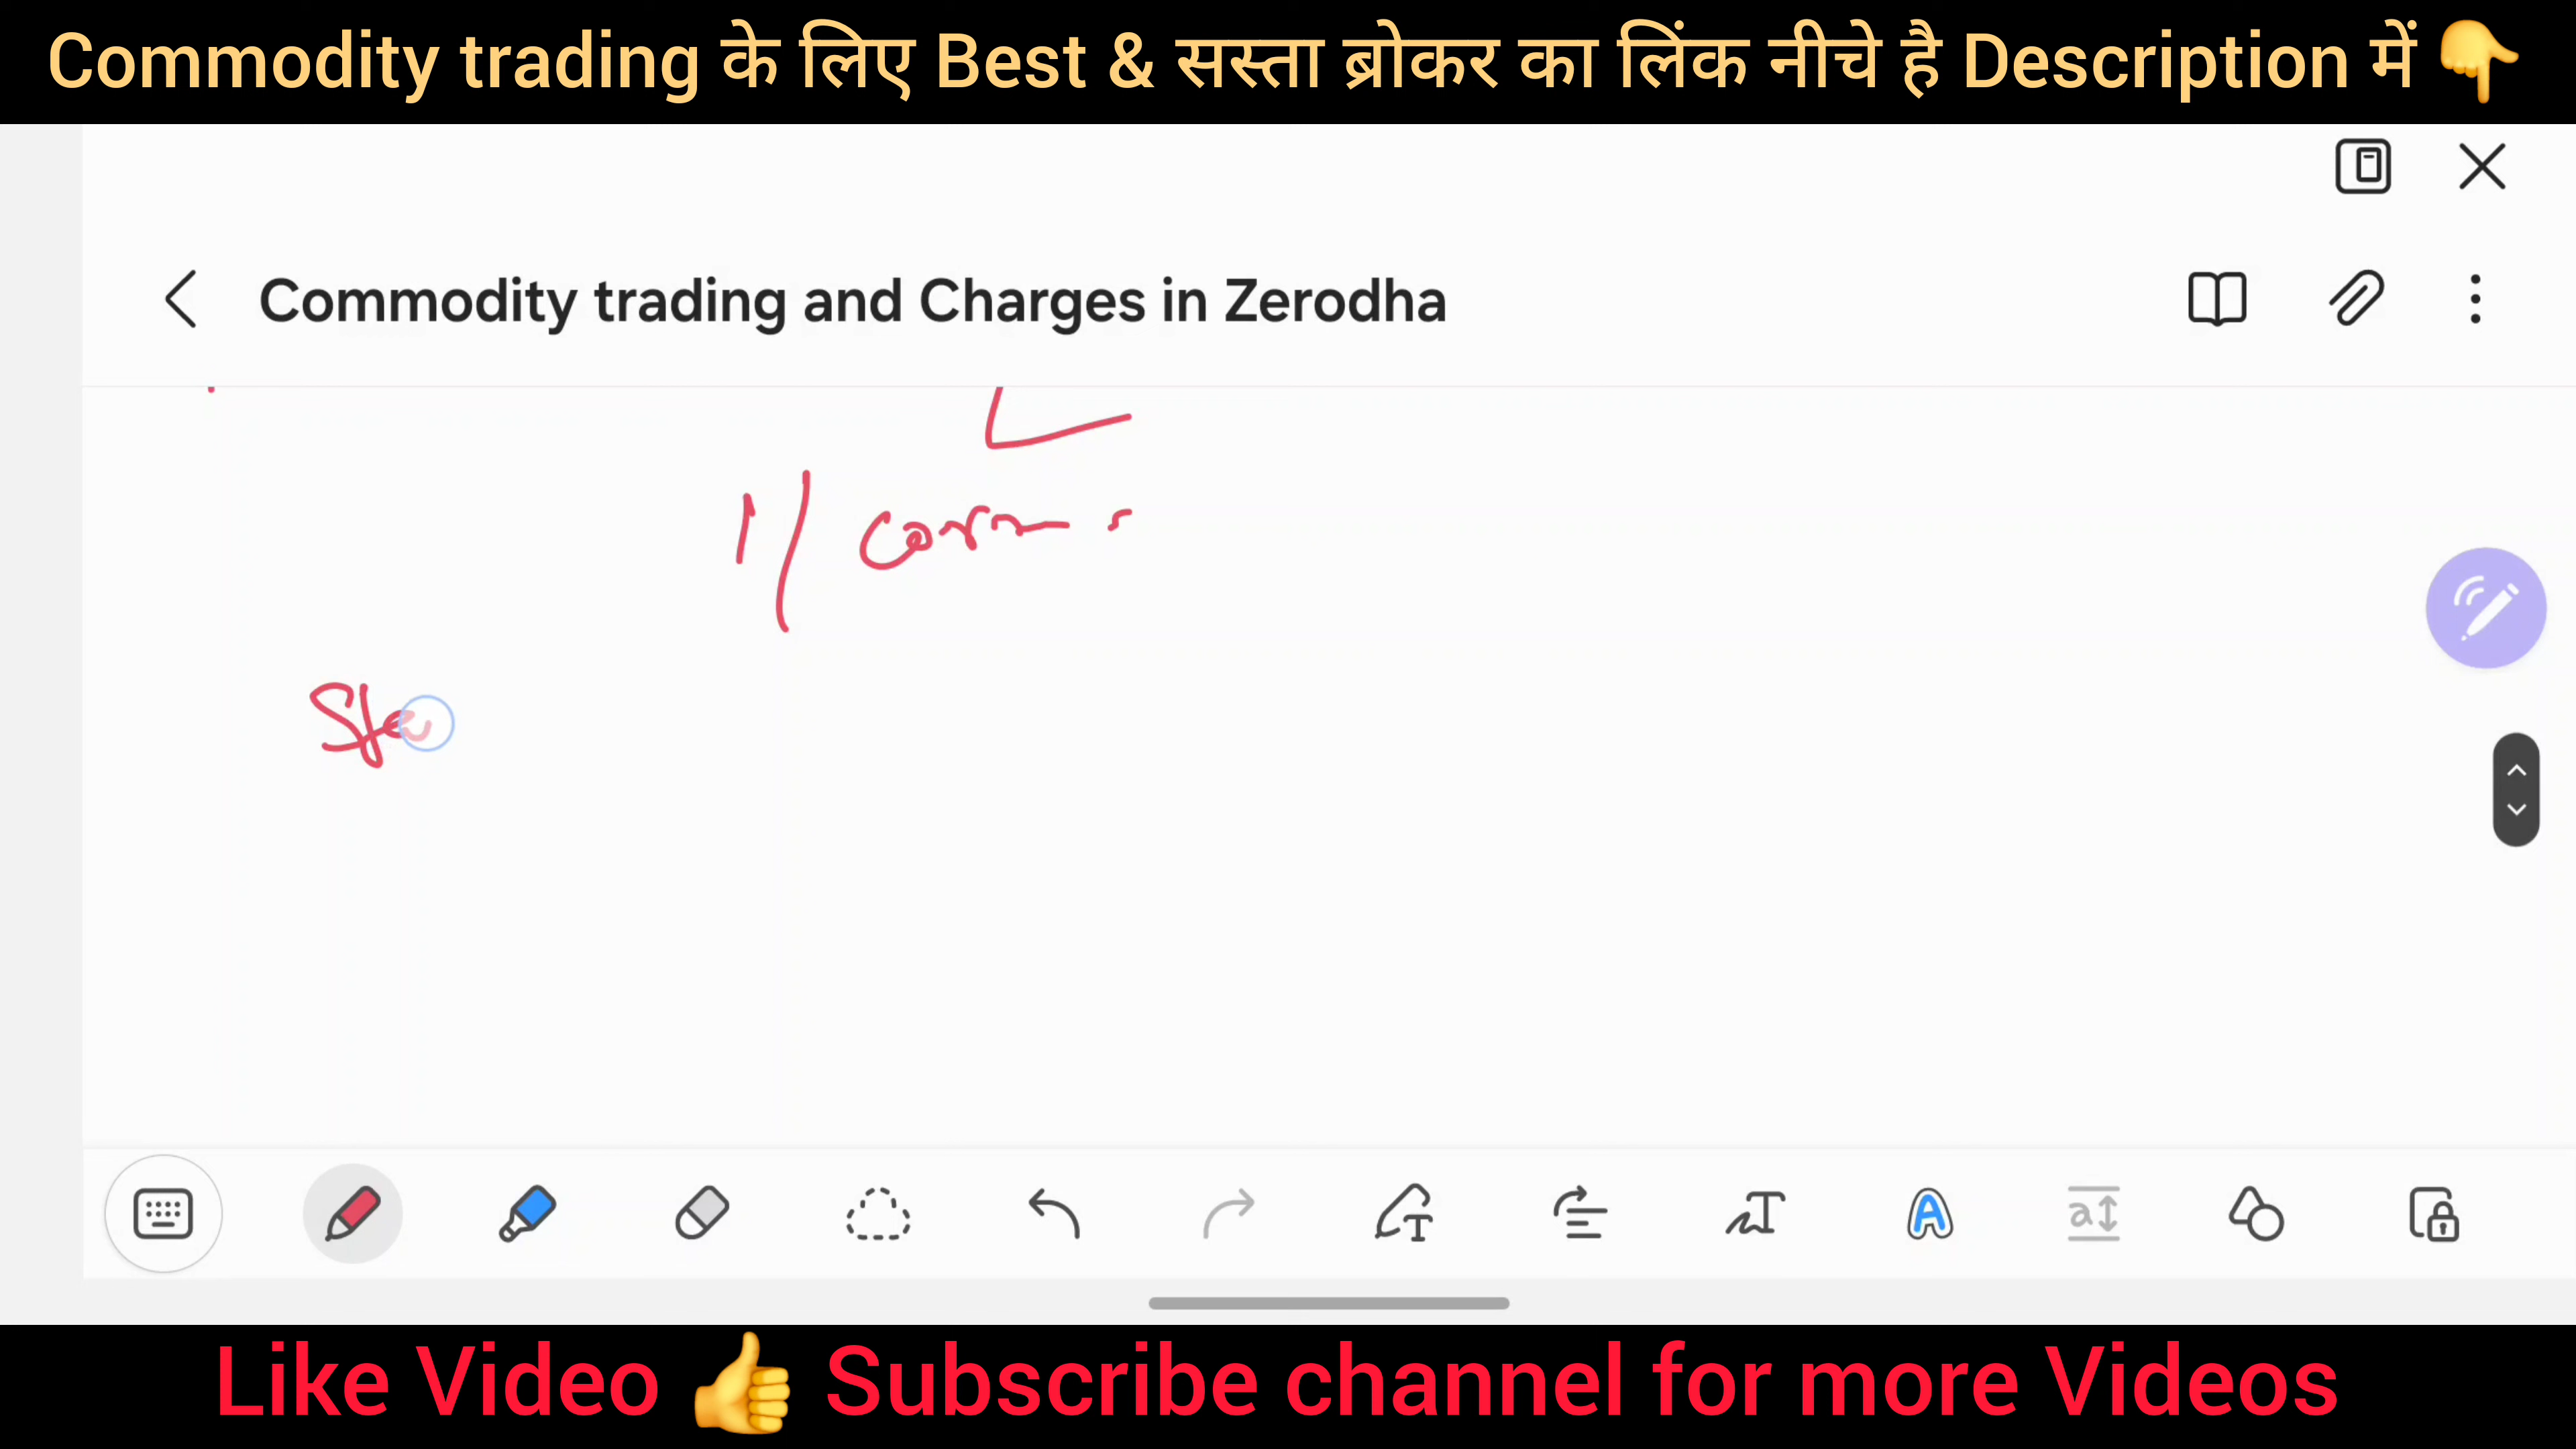 Commodity trading के लिए Best & सस्ता ब्रोकर का लिंक नीचे है Description में 👇
Commodity trading and Charges in Zerodha
Like Video 👍 Subscribe channel for more Videos